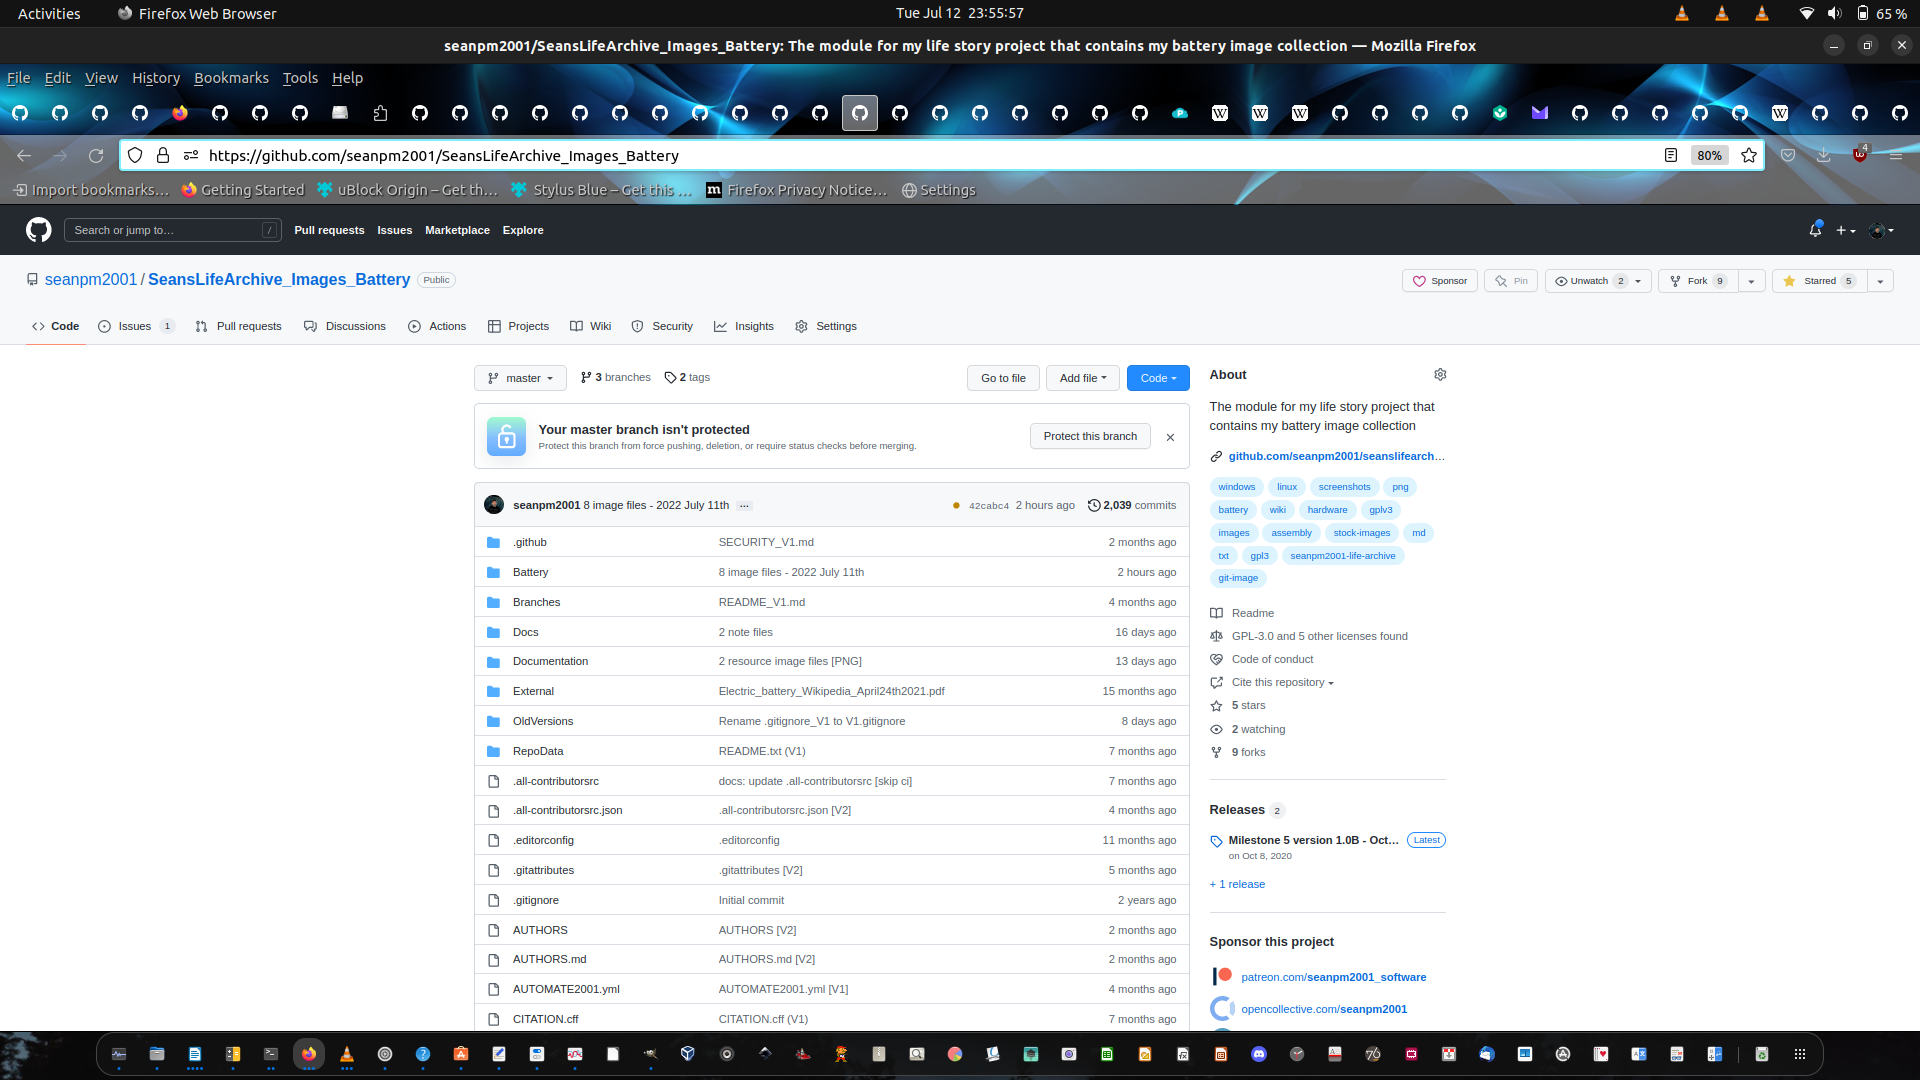 Activities
Firefox Web Browser
Tue Jul 12  23:55:57
65 %
seanpm2001/SeansLifeArchive_Images_Battery: The module for my life story project that contains my battery image collection — Mozilla Firefox
File Edit View History Bookmarks Tools Help
https://github.com/seanpm2001/SeansLifeArchive_Images_Battery
80%
4
Import bookmarks…
Getting Started
uBlock Origin – Get th…
Stylus Blue – Get this …
Firefox Privacy Notice…
Settings
Search or jump to…
/
Pull requests
Issues
Marketplace
Explore
seanpm2001 / SeansLifeArchive_Images_Battery
Public
Sponsor
Pin
Unwatch 2
Fork 9
Starred 5
Code
Issues 1
Pull requests
Discussions
Actions
Projects
Wiki
Security
Insights
Settings
master
3 branches
2 tags
Go to file
Add file
Code
Your master branch isn't protected
Protect this branch from force pushing, deletion, or require status checks before merging.
Protect this branch
seanpm2001 8 image files - 2022 July 11th …
42cabc4 2 hours ago
2,039 commits
.github SECURITY_V1.md 2 months ago
Battery 8 image files - 2022 July 11th 2 hours ago
Branches README_V1.md 4 months ago
Docs 2 note files 16 days ago
Documentation 2 resource image files [PNG] 13 days ago
External Electric_battery_Wikipedia_April24th2021.pdf 15 months ago
OldVersions Rename .gitignore_V1 to V1.gitignore 8 days ago
RepoData README.txt (V1) 7 months ago
.all-contributorsrc docs: update .all-contributorsrc [skip ci] 7 months ago
.all-contributorsrc.json .all-contributorsrc.json [V2] 4 months ago
.editorconfig .editorconfig 11 months ago
.gitattributes .gitattributes [V2] 5 months ago
.gitignore Initial commit 2 years ago
AUTHORS AUTHORS [V2] 2 months ago
AUTHORS.md AUTHORS.md [V2] 2 months ago
AUTOMATE2001.yml AUTOMATE2001.yml [V1] 4 months ago
CITATION.cff CITATION.cff (V1) 7 months ago
About
The module for my life story project that
contains my battery image collection
github.com/seanpm2001/seanslifearch…
windows linux screenshots png
battery wiki hardware gplv3
images assembly stock-images md
txt gpl3 seanpm2001-life-archive
git-image
Readme
GPL-3.0 and 5 other licenses found
Code of conduct
Cite this repository
5 stars
2 watching
9 forks
Releases 2
Milestone 5 version 1.0B - Oct… Latest
on Oct 8, 2020
+ 1 release
Sponsor this project
patreon.com/seanpm2001_software
opencollective.com/seanpm2001